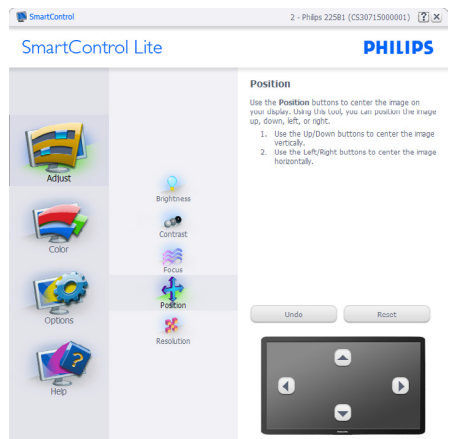 SmartControl
2 - Philips 225B1 (CS30715000001)
SmartControl Lite
PHILIPS
Adjust
Color
Options
Help
Brightness
Contrast
Focus
Position
Resolution
Position
Use the Position buttons to center the image on
your display. Using this tool, you can position the image
up, down, left, or right.
1. Use the Up/Down buttons to center the image
vertically.
2. Use the Left/Right buttons to center the image
horizontally.
Undo
Reset